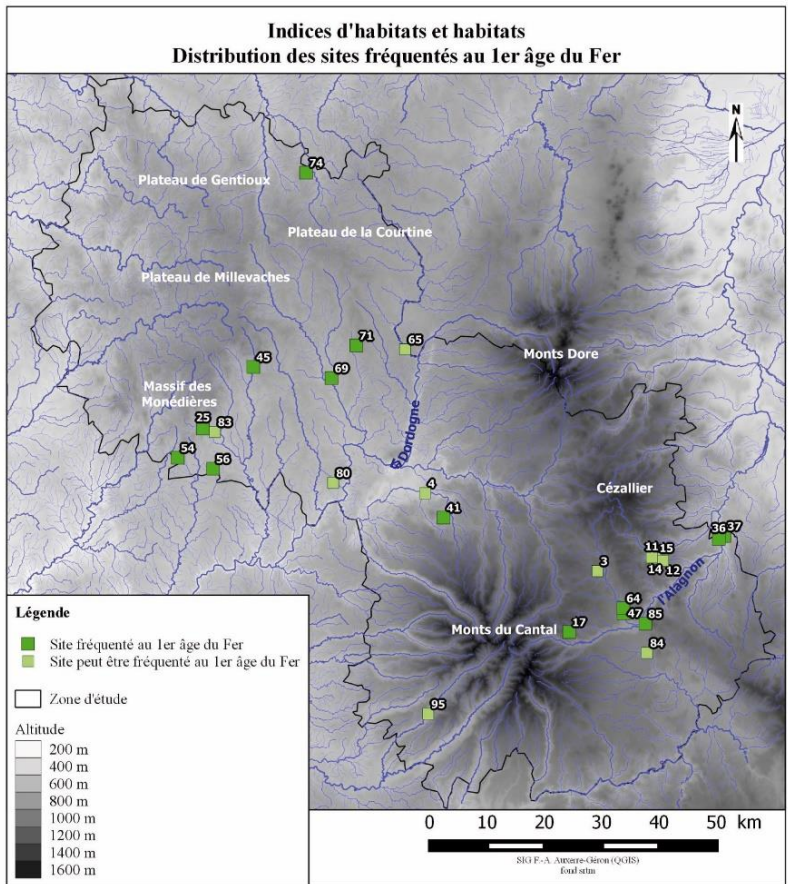 Indices d'habitats et habitats
Distribution des sites fréquentés au 1er âge du Fer
N
74
Plateau de Gentioux
Plateau de la Courtine
Plateau de Millevaches
71
65
Monts Dore
45
69
Massif des
Monédières
25
83
54
56
Dordogne
80
4
41
Cézallier
36
37
11
15
3
14
12
l'Alagnon
64
47
85
17
Monts du Cantal
84
95
Légende
Site fréquenté au 1er âge du Fer
Site peut être fréquenté au 1er âge du Fer
Zone d'étude
Altitude
200 m
400 m
600 m
800 m
1000 m
1200 m
1400 m
1600 m
0 10 20 30 40 50 km
SIG F.-A. Auxerre-Géron (QGIS)
fond srtm